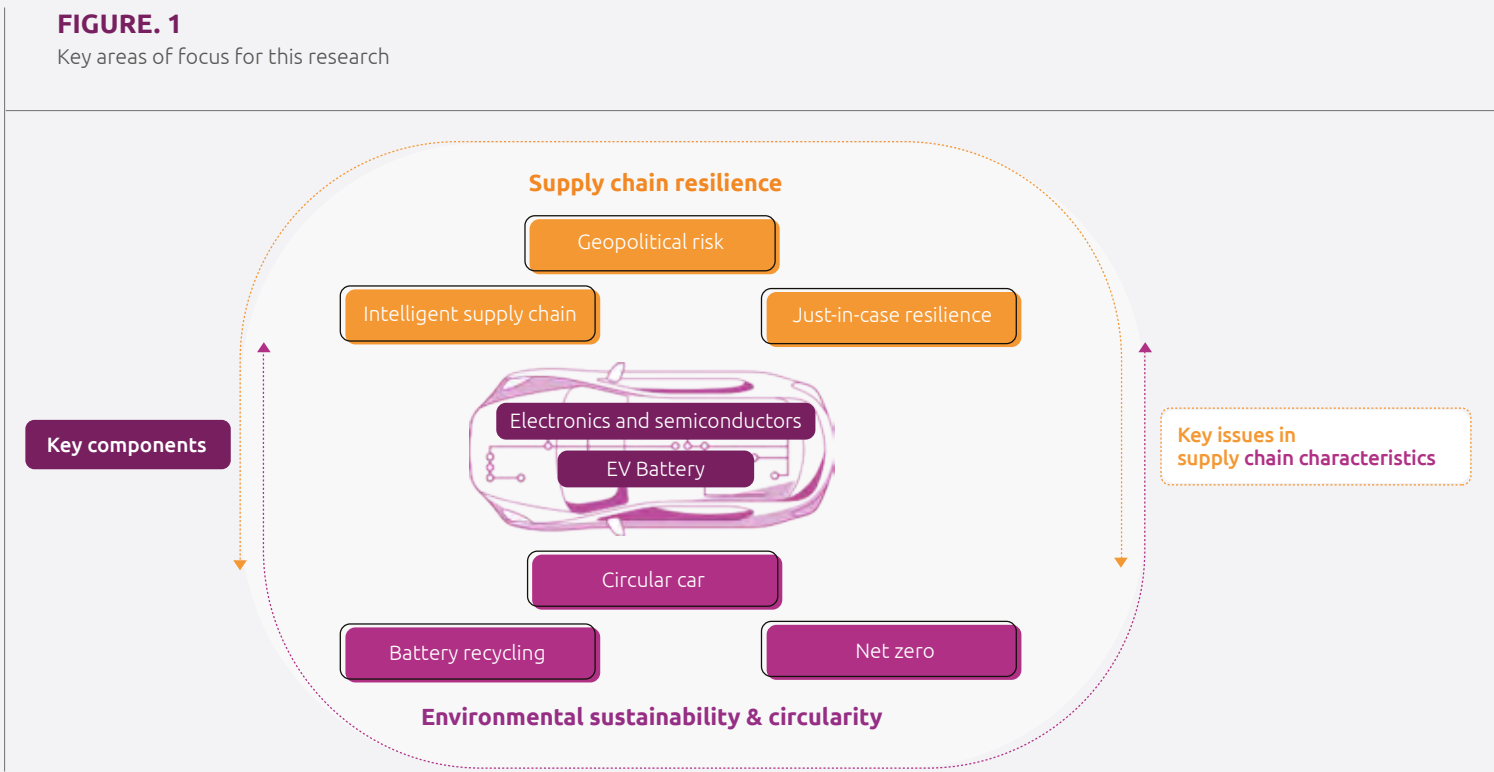 FIGURE. 1
Key areas of focus for this research
Supply chain resilience
Geopolitical risk
Intelligent supply chain
Just-in-case resilience
Electronics and semiconductors
EV Battery
Key components
Key issues in
supply chain characteristics
Circular car
Battery recycling
Net zero
Environmental sustainability & circularity